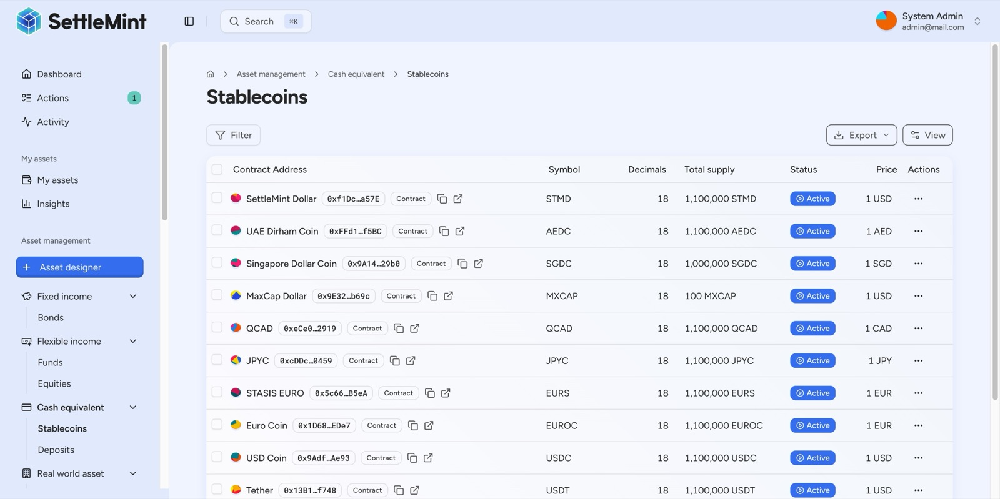 SettleMint
Search ⌘K
System Admin
admin@mail.com
Dashboard
Actions 1
Activity
My assets
My assets
Insights
Asset management
+ Asset designer
Fixed income
Bonds
Flexible income
Funds
Equities
Cash equivalent
Stablecoins
Deposits
Real world asset
Asset management > Cash equivalent > Stablecoins
Stablecoins
Filter
Export
View
Contract Address Symbol Decimals Total supply Status Price Actions
SettleMint Dollar 0xf1Dc…a57E Contract STMD 18 1,100,000 STMD Active 1 USD ···
UAE Dirham Coin 0xFFd1…f5BC Contract AEDC 18 1,100,000 AEDC Active 1 AED ···
Singapore Dollar Coin 0x9A14…29b0 Contract SGDC 18 1,000,000 SGDC Active 1 SGD ···
MaxCap Dollar 0x9E32…b69c Contract MXCAP 18 100 MXCAP Active 1 USD ···
QCAD 0xeCe0…2919 Contract QCAD 18 1,100,000 QCAD Active 1 CAD ···
JPYC 0xcDDc…0459 Contract JPYC 18 1,100,000 JPYC Active 1 JPY ···
STASIS EURO 0x5c66…B5eA Contract EURS 18 1,100,000 EURS Active 1 EUR ···
Euro Coin 0x1D68…EDe7 Contract EUROC 18 1,100,000 EUROC Active 1 EUR ···
USD Coin 0x9Adf…Ae93 Contract USDC 18 1,100,000 USDC Active 1 USD ···
Tether 0x13B1…f748 Contract USDT 18 1,100,000 USDT Active 1 USD ···